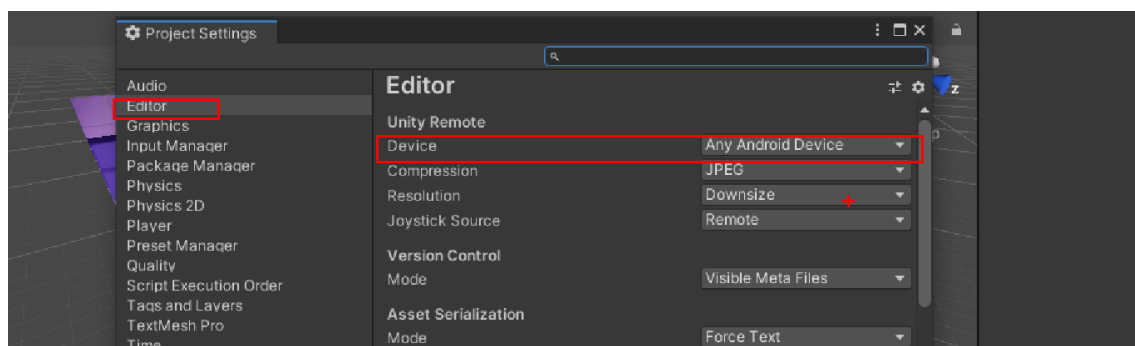 Project Settings
Audio
Editor
Graphics
Input Manager
Package Manager
Physics
Physics 2D
Player
Preset Manager
Quality
Script Execution Order
Tags and Layers
TextMesh Pro
Time
Editor
Unity Remote
Device Any Android Device
Compression JPEG
Resolution Downsize
Joystick Source Remote
Version Control
Mode Visible Meta Files
Asset Serialization
Mode Force Text
z